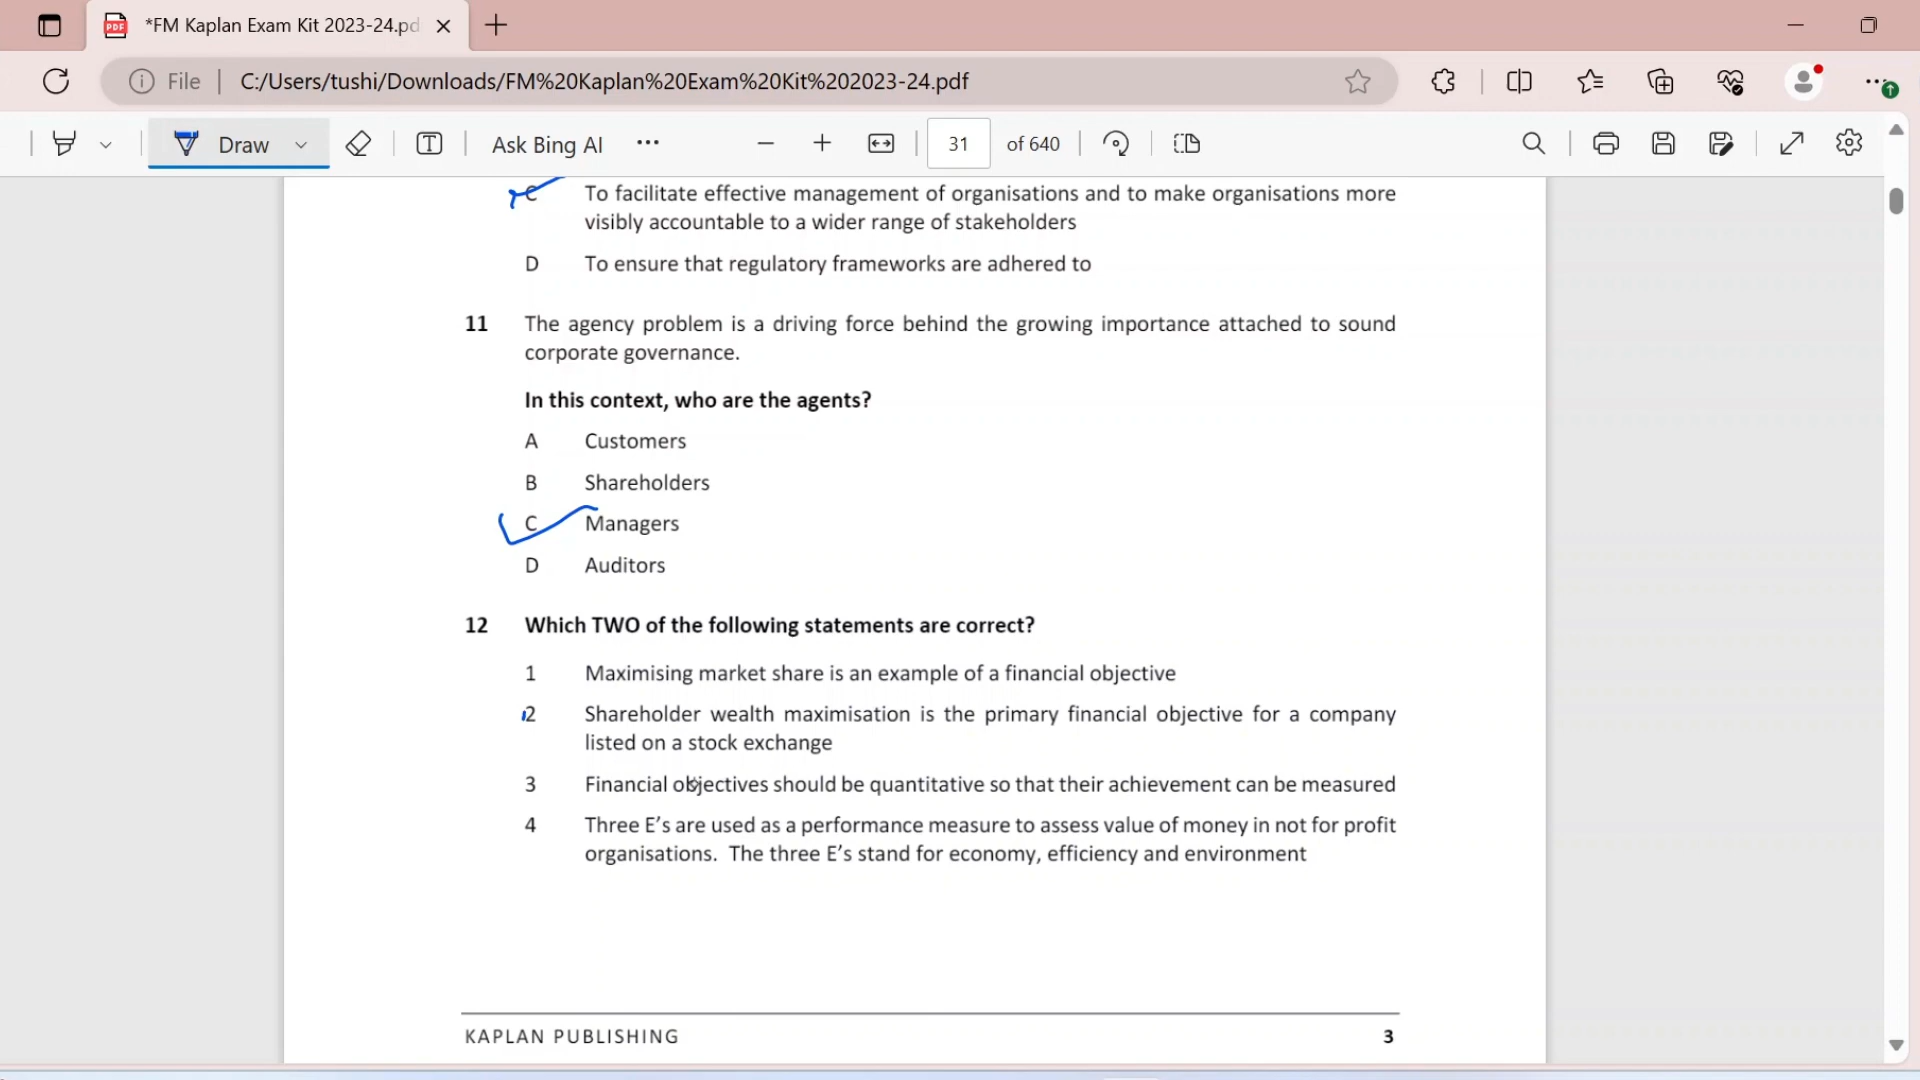 *FM Kaplan Exam Kit 2023-24.pd
File
C:/Users/tushi/Downloads/FM%20Kaplan%20Exam%20Kit%202023-24.pdf
Draw
Ask Bing AI
31
of 640
C To facilitate effective management of organisations and to make organisations more
visibly accountable to a wider range of stakeholders
D To ensure that regulatory frameworks are adhered to
11 The agency problem is a driving force behind the growing importance attached to sound
corporate governance.
In this context, who are the agents?
A Customers
B Shareholders
C Managers
D Auditors
12 Which TWO of the following statements are correct?
1 Maximising market share is an example of a financial objective
2 Shareholder wealth maximisation is the primary financial objective for a company
listed on a stock exchange
3 Financial objectives should be quantitative so that their achievement can be measured
4 Three E's are used as a performance measure to assess value of money in not for profit
organisations. The three E's stand for economy, efficiency and environment
KAPLAN PUBLISHING 3